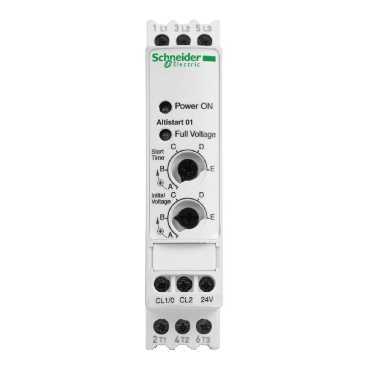 1 L1 3 L2 5 L3
Schneider
Electric
Power ON
Altistart 01
Full Voltage
Start
Time
C D
B E
A
Initial
Voltage
C D
B E
A
CL1/0 CL2 24V
2 T1 4 T2 6 T3